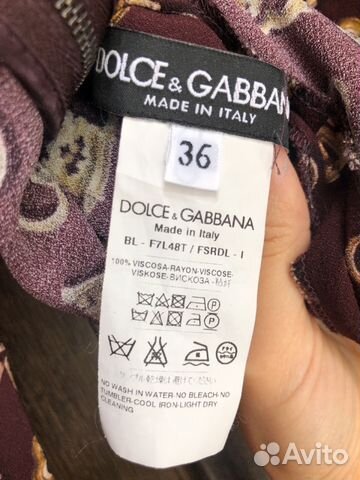 DOLCE & GABBANA
MADE IN ITALY
36
DOLCE & GABBANA
Made in Italy
BL - F7L48T / FSRDL - I
100% VISCOSA-RAYON-VISCOSE-
VISKOSE-ВИСКОЗА-
NO WASH IN WATER-NO BLEACH-NO
TUMBLER-COOL IRON-LIGHT DRY
CLEANING
Avito